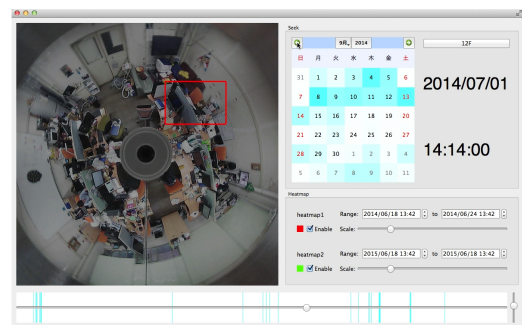 Seek
9月 2014
12F
日 月 火 水 木 金 土
31 1 2 3 4 5 6
7 8 9 10 11 12 13
14 15 16 17 18 19 20
21 22 23 24 25 26 27
28 29 30 1 2 3 4
5 6 7 8 9 10 11
2014/07/01
14:14:00
Heatmap
heatmap1 Range: 2014/06/18 13:42 to 2014/06/24 13:42
Enable Scale:
heatmap2 Range: 2015/06/18 13:42 to 2015/06/18 13:42
Enable Scale: